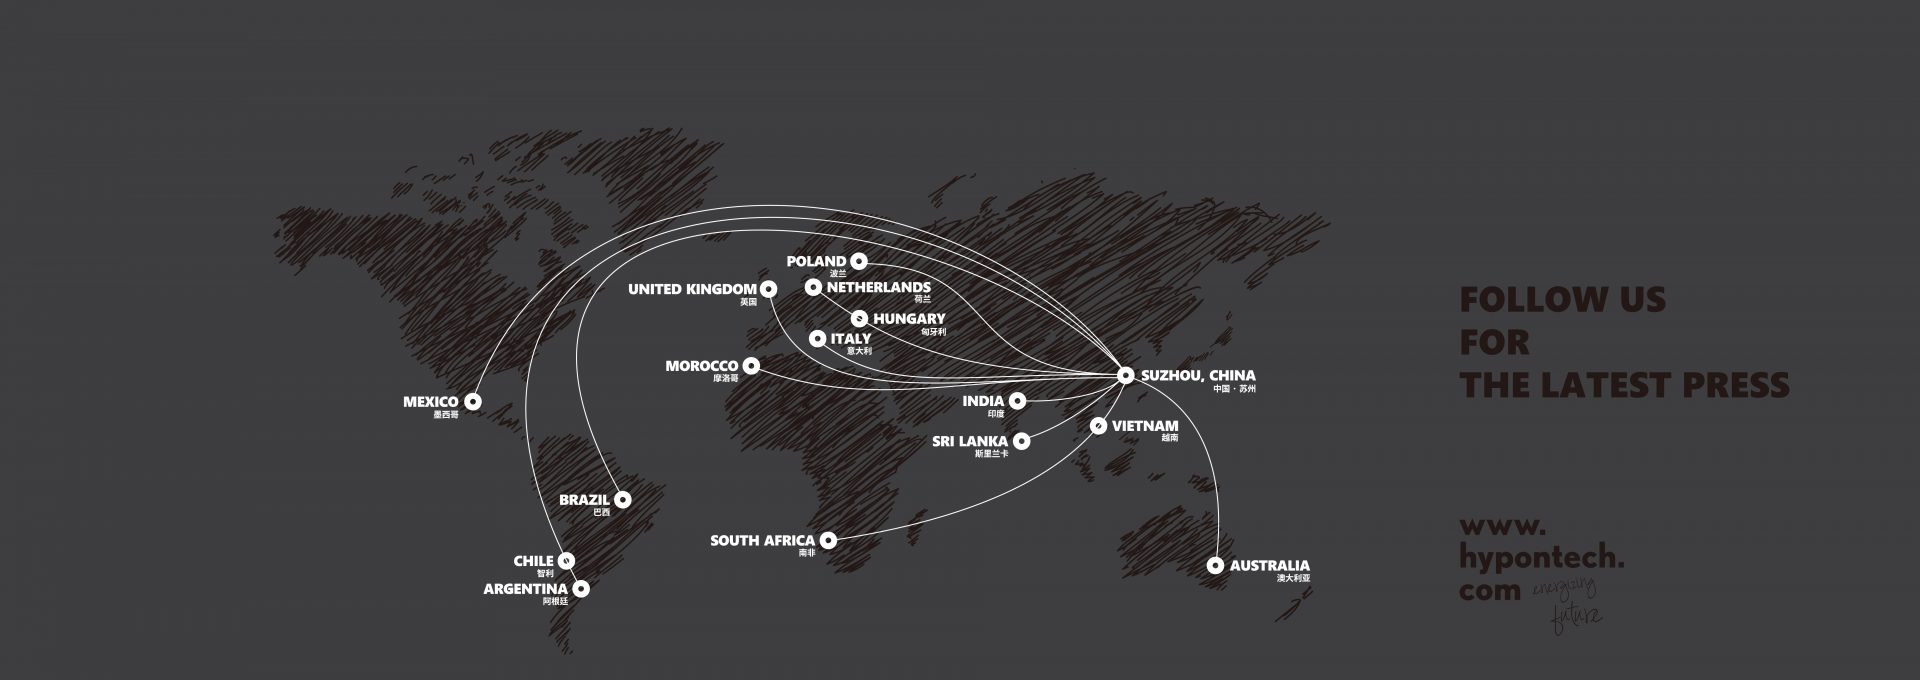 POLAND
波兰
UNITED KINGDOM
英国
NETHERLANDS
荷兰
HUNGARY
匈牙利
ITALY
意大利
MOROCCO
摩洛哥
SUZHOU, CHINA
中国·苏州
MEXICO
墨西哥
INDIA
印度
VIETNAM
越南
SRI LANKA
斯里兰卡
BRAZIL
巴西
SOUTH AFRICA
南非
CHILE
智利
ARGENTINA
阿根廷
AUSTRALIA
澳大利亚
FOLLOW US
FOR
THE LATEST PRESS
www.
hypontech.
com energizing
future